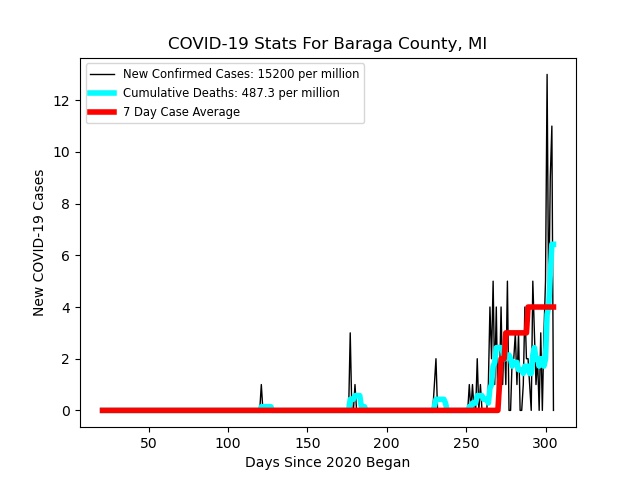 COVID-19 Stats For Baraga County, MI
New Confirmed Cases: 15200 per million
Cumulative Deaths: 487.3 per million
7 Day Case Average
New COVID-19 Cases
12
10
8
6
4
2
0
50 100 150 200 250 300
Days Since 2020 Began